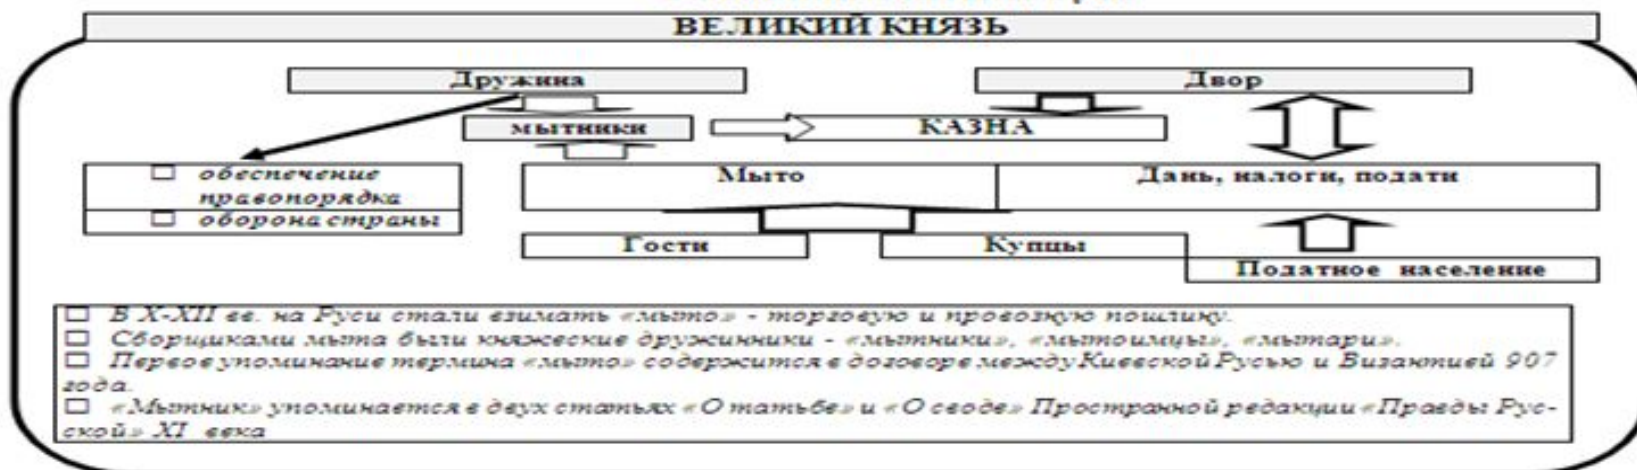 ВЕЛИКИЙ КНЯЗЬ
Дружина
Двор
мытники
КАЗНА
☐ обеспечение
правопорядка
☐ оборона страны
Мыто
Дань, налоги, подати
Гости
Купцы
Податное население
☐ В X-XII вв. на Руси стали взимать «мыто» - торговую и провозную пошлину.
☐ Сборщиками мыта были княжеские дружинники - «мытники», «мытоимцы», «мытари».
☐ Первое упоминание термина «мыто» содержится в договоре между Киевской Русью и Византией 907
года.
☐ «Мытник» упоминается в двух статьях «О татьбе» и «О своде» Пространной редакции «Правды Рус-
ской» XI века